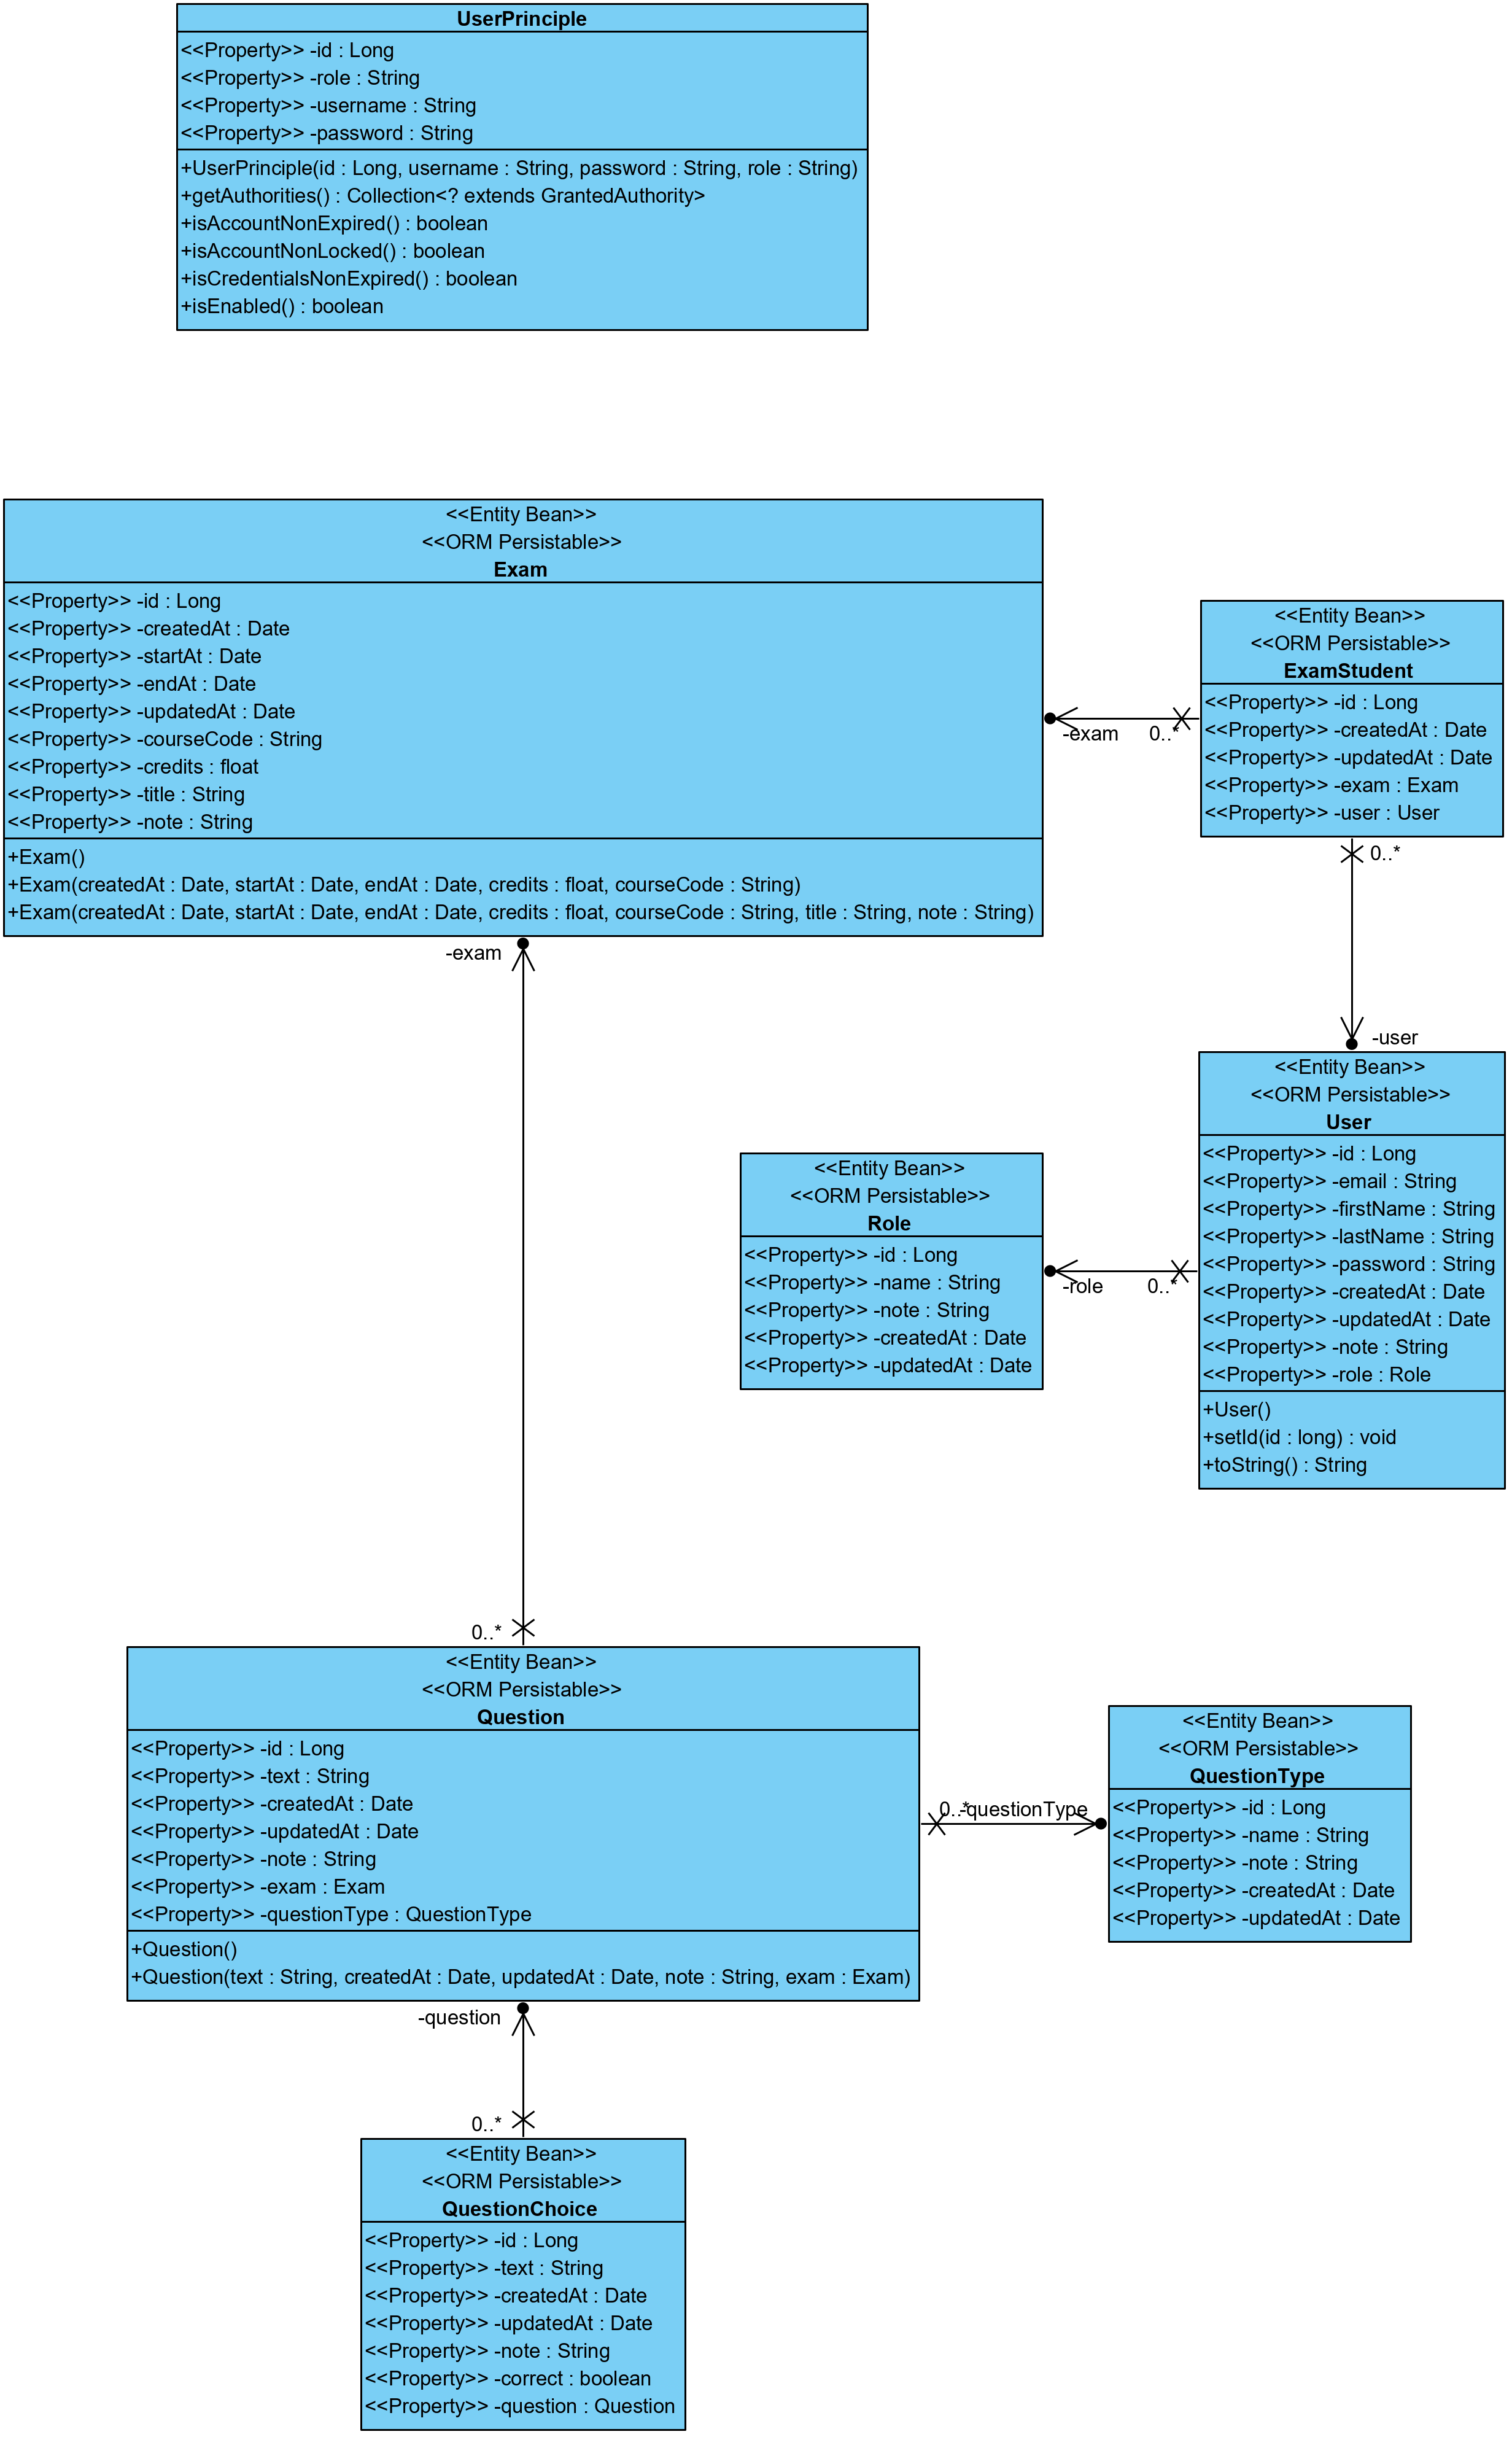 UserPrinciple
<<Property>> -id : Long
<<Property>> -role : String
<<Property>> -username : String
<<Property>> -password : String
+UserPrinciple(id : Long, username : String, password : String, role : String)
+getAuthorities() : Collection<? extends GrantedAuthority>
+isAccountNonExpired() : boolean
+isAccountNonLocked() : boolean
+isCredentialsNonExpired() : boolean
+isEnabled() : boolean
<<Entity Bean>>
<<ORM Persistable>>
Exam
<<Property>> -id : Long
<<Property>> -createdAt : Date
<<Property>> -startAt : Date
<<Property>> -endAt : Date
<<Property>> -updatedAt : Date
<<Property>> -courseCode : String
<<Property>> -credits : float
<<Property>> -title : String
<<Property>> -note : String
+Exam()
+Exam(createdAt : Date, startAt : Date, endAt : Date, credits : float, courseCode : String)
+Exam(createdAt : Date, startAt : Date, endAt : Date, credits : float, courseCode : String, title : String, note : String)
-exam
0..*
<<Entity Bean>>
<<ORM Persistable>>
ExamStudent
<<Property>> -id : Long
<<Property>> -createdAt : Date
<<Property>> -updatedAt : Date
<<Property>> -exam : Exam
<<Property>> -user : User
0..*
-user
-exam
<<Entity Bean>>
<<ORM Persistable>>
User
<<Property>> -id : Long
<<Property>> -email : String
<<Property>> -firstName : String
<<Property>> -lastName : String
<<Property>> -password : String
<<Property>> -createdAt : Date
<<Property>> -updatedAt : Date
<<Property>> -note : String
<<Property>> -role : Role
+User()
+setId(id : long) : void
+toString() : String
<<Entity Bean>>
<<ORM Persistable>>
Role
<<Property>> -id : Long
<<Property>> -name : String
<<Property>> -note : String
<<Property>> -createdAt : Date
<<Property>> -updatedAt : Date
-role
0..*
0..*
<<Entity Bean>>
<<ORM Persistable>>
Question
<<Property>> -id : Long
<<Property>> -text : String
<<Property>> -createdAt : Date
<<Property>> -updatedAt : Date
<<Property>> -note : String
<<Property>> -exam : Exam
<<Property>> -questionType : QuestionType
+Question()
+Question(text : String, createdAt : Date, updatedAt : Date, note : String, exam : Exam)
0..*
-questionType
<<Entity Bean>>
<<ORM Persistable>>
QuestionType
<<Property>> -id : Long
<<Property>> -name : String
<<Property>> -note : String
<<Property>> -createdAt : Date
<<Property>> -updatedAt : Date
-question
0..*
<<Entity Bean>>
<<ORM Persistable>>
QuestionChoice
<<Property>> -id : Long
<<Property>> -text : String
<<Property>> -createdAt : Date
<<Property>> -updatedAt : Date
<<Property>> -note : String
<<Property>> -correct : boolean
<<Property>> -question : Question